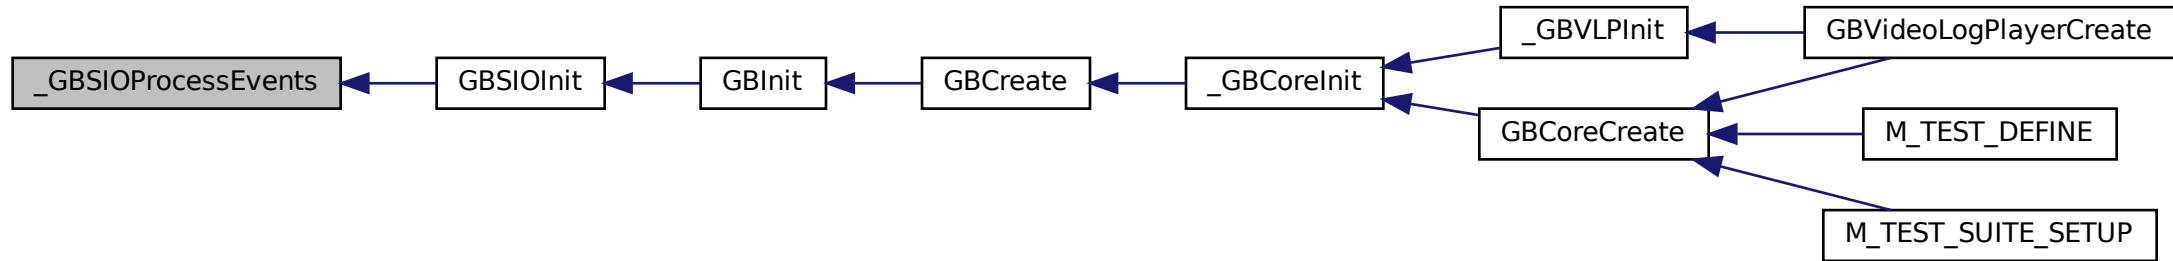 _GBSIOProcessEvents
GBSIOInit
GBInit
GBCreate
_GBCoreInit
_GBVLPInit
GBVideoLogPlayerCreate
GBCoreCreate
M_TEST_DEFINE
M_TEST_SUITE_SETUP